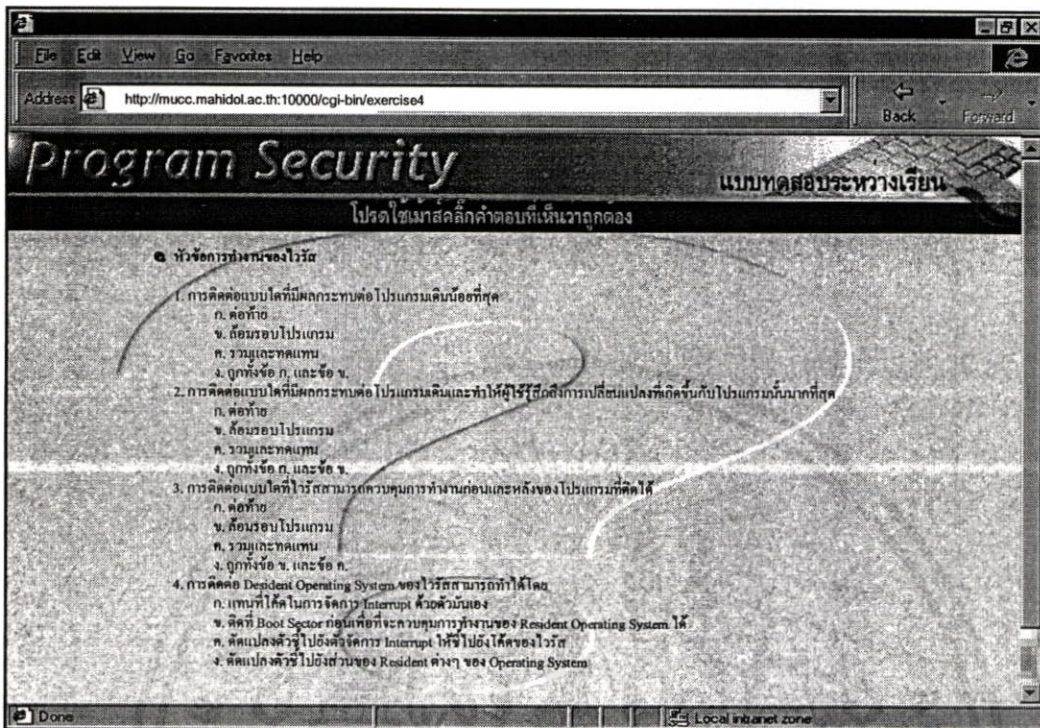 File Edit View Go Favorites Help
Address http://mucc.mahidol.ac.th:10000/cgi-bin/exercise4 Back Forward
Program Security
แบบทดสอบระหว่างเรียน
โปรดใช้เมาส์คลิ๊กคำตอบที่เห็นว่าถูกต้อง
หัวข้อการทำงานของไวรัส
1. การติดต่อแบบใดที่มีผลกระทบต่อโปรแกรมเดิมน้อยที่สุด
ก. ต่อท้าย
ข. ล้อมรอบโปรแกรม
ค. รวมและทดแทน
ง. ถูกทั้งข้อ ก. และข้อ ข.
2. การติดต่อแบบใดที่มีผลกระทบต่อโปรแกรมเดิมและทำให้ผู้ใช้รู้สึกถึงการเปลี่ยนแปลงที่เกิดขึ้นกับโปรแกรมนั้นมากที่สุด
ก. ต่อท้าย
ข. ล้อมรอบโปรแกรม
ค. รวมและทดแทน
ง. ถูกทั้งข้อ ก. และข้อ ข.
3. การติดต่อแบบใดที่ไวรัสสามารถควบคุมการทำงานก่อนและหลังของโปรแกรมที่ติดได้
ก. ต่อท้าย
ข. ล้อมรอบโปรแกรม
ค. รวมและทดแทน
ง. ถูกทั้งข้อ ข. และข้อ ค.
4. การติดต่อ Desident Operating System ของไวรัสสามารถทำได้โดย
ก. แทนที่โค้ดในการจัดการ Interrupt ด้วยตัวมันเอง
ข. ติดที่ Boot Sector ก่อนเพื่อที่จะควบคุมการทำงานของ Resident Operating System ได้
ค. ดัดแปลงตัวชี้ไปยังตัวจัดการ Interrupt ให้ชี้ไปยังโค้ดของไวรัส
ง. ดัดแปลงตัวชี้ไปยังส่วนของ Resident ต่างๆ ของ Operating System
Done Local intranet zone